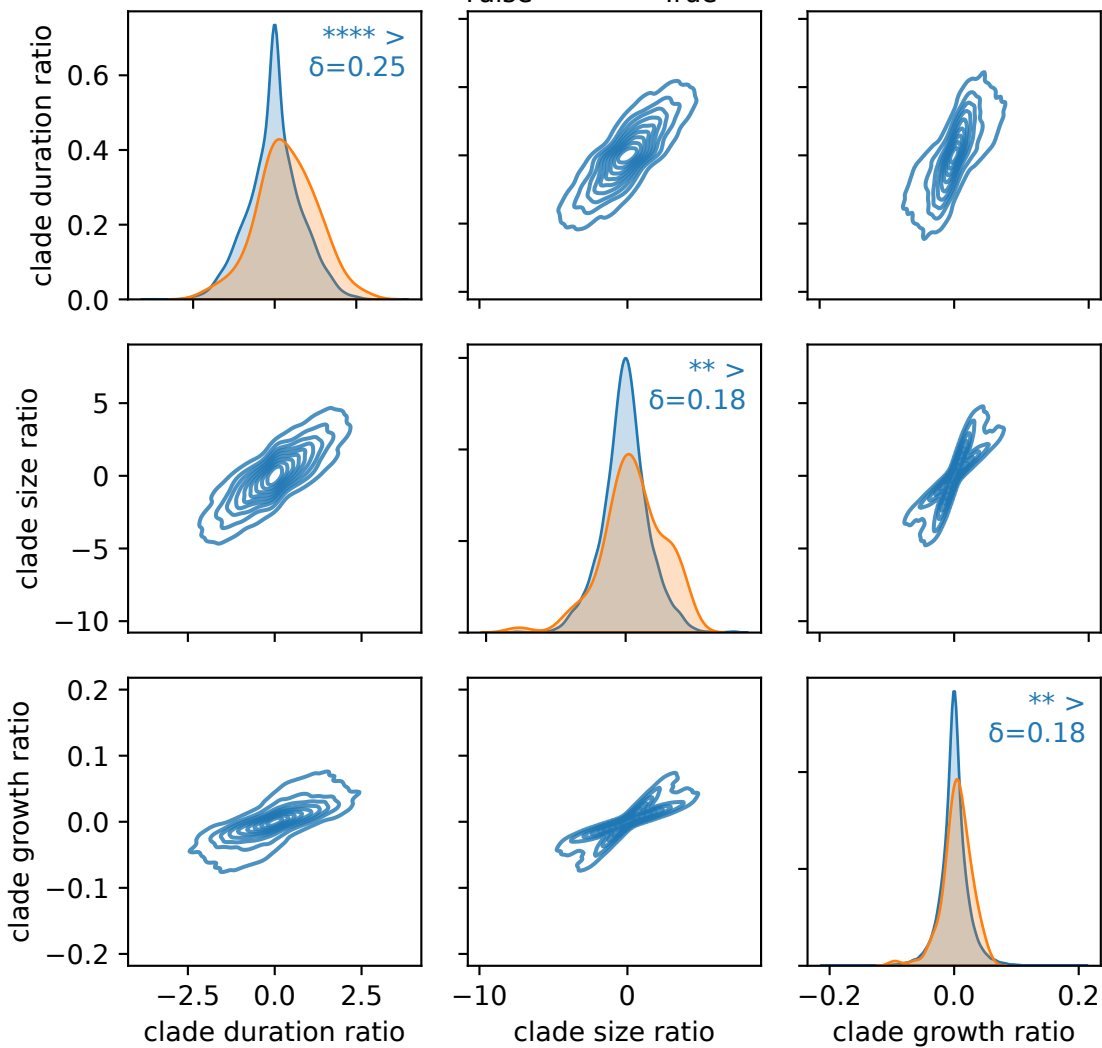 **** >
δ=0.25
clade duration ratio
0.6
0.4
0.2
0.0
** >
δ=0.18
clade size ratio
5
0
−5
−10
** >
δ=0.18
clade growth ratio
0.2
0.1
0.0
−0.1
−0.2
−2.5 0.0 2.5 −10 0 −0.2 0.0 0.2
clade duration ratio clade size ratio clade growth ratio